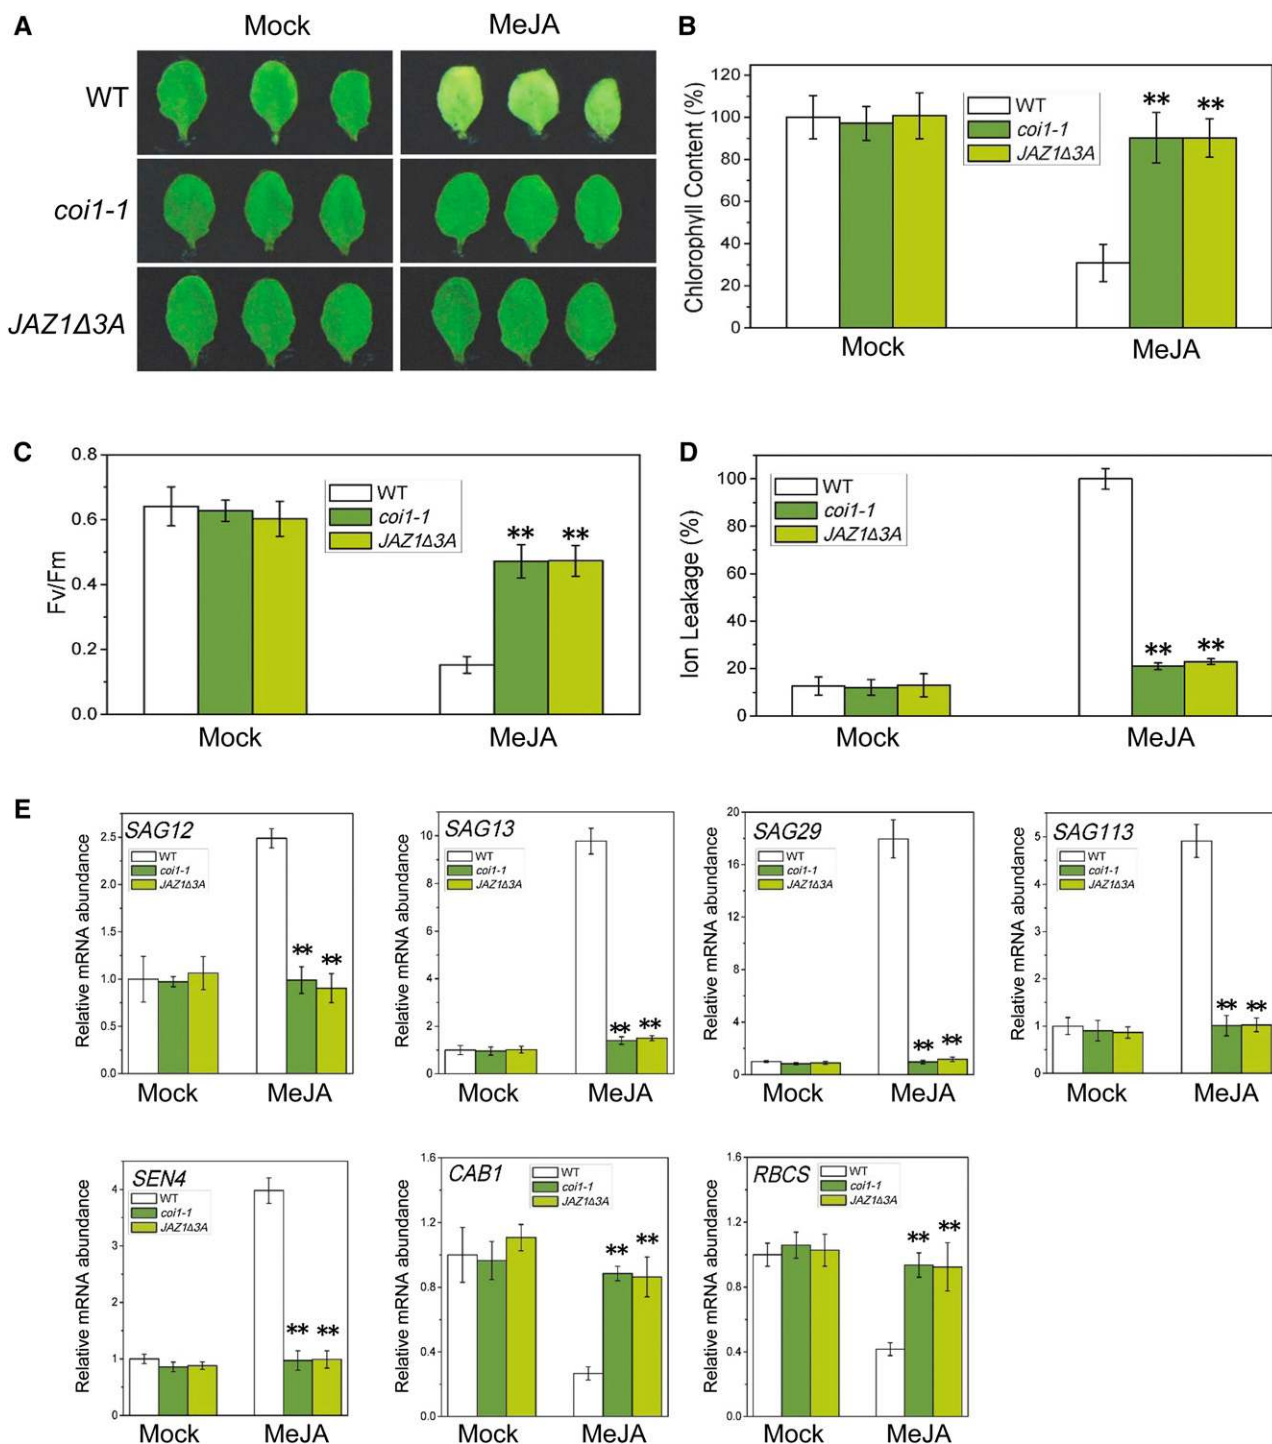 A
Mock
MeJA
WT
coi1-1
JAZ1Δ3A
B
Chlorophyll Content (%)
120
100
80
60
40
20
0
WT
coi1-1
JAZ1Δ3A
**
**
Mock
MeJA
C
Fv/Fm
0.8
0.6
0.4
0.2
0.0
WT
coi1-1
JAZ1Δ3A
**
**
Mock
MeJA
D
Ion Leakage (%)
100
80
60
40
20
0
WT
coi1-1
JAZ1Δ3A
**
**
Mock
MeJA
E
SAG12
Relative mRNA abundance
2.5
2.0
1.5
1.0
0.5
0.0
WT
coi1-1
JAZ1Δ3A
**
**
Mock
MeJA
SAG13
Relative mRNA abundance
10
8
6
4
2
0
WT
coi1-1
JAZ1Δ3A
**
**
Mock
MeJA
SAG29
Relative mRNA abundance
20
16
12
8
4
0
WT
coi1-1
JAZ1Δ3A
**
**
Mock
MeJA
SAG113
Relative mRNA abundance
5
4
3
2
1
0
WT
coi1-1
JAZ1Δ3A
**
**
Mock
MeJA
SEN4
Relative mRNA abundance
4
3
2
1
0
WT
coi1-1
JAZ1Δ3A
**
**
Mock
MeJA
CAB1
Relative mRNA abundance
1.6
1.2
0.8
0.4
0.0
WT
coi1-1
JAZ1Δ3A
**
**
Mock
MeJA
RBCS
Relative mRNA abundance
1.6
1.2
0.8
0.4
0.0
WT
coi1-1
JAZ1Δ3A
**
**
Mock
MeJA